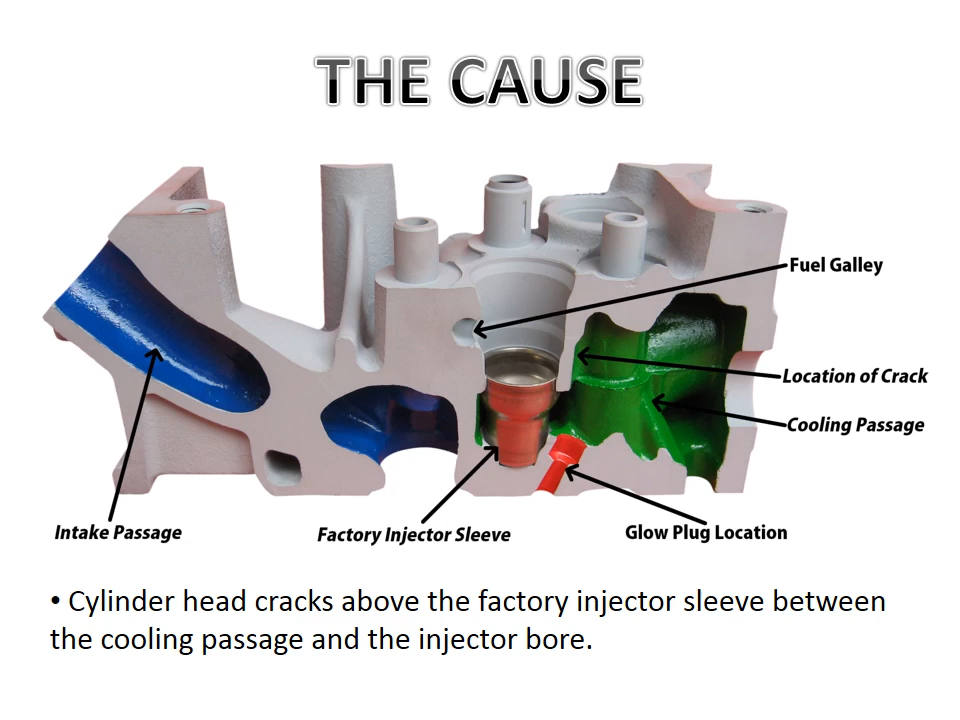 THE CAUSE
Fuel Galley
Location of Crack
Cooling Passage
Intake Passage
Factory Injector Sleeve
Glow Plug Location
• Cylinder head cracks above the factory injector sleeve between
the cooling passage and the injector bore.